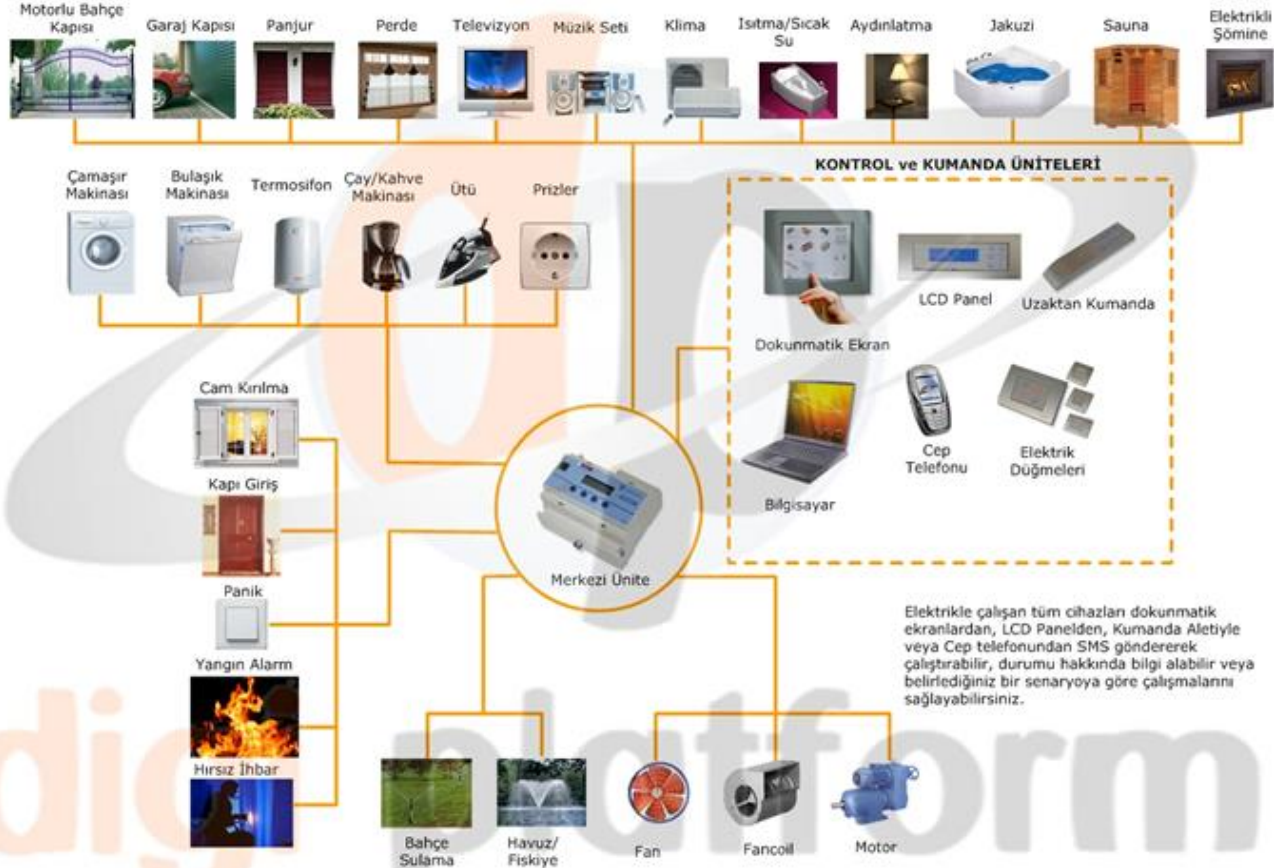 Motorlu Bahçe
Kapısı
Garaj Kapısı
Panjur
Perde
Televizyon
Müzik Seti
Klima
Isıtma/Sıcak
Su
Aydınlatma
Jakuzi
Sauna
Elektrikli
Şömine
Çamaşır
Makinası
Bulaşık
Makinası
Termosifon
Çay/Kahve
Makinası
Ütü
Prizler
KONTROL ve KUMANDA ÜNİTELERİ
Dokunmatik Ekran
LCD Panel
Uzaktan Kumanda
Bilgisayar
Cep
Telefonu
Elektrik
Düğmeleri
Cam Kırılma
Kapı Giriş
Panik
Yangın Alarm
Hırsız İhbar
Merkezi Ünite
Elektrikle çalışan tüm cihazları dokunmatik
ekranlardan, LCD Panelden, Kumanda Aletiyle
veya Cep telefonundan SMS göndererek
çalıştırabilir, durumu hakkında bilgi alabilir veya
belirlediğiniz bir senaryoya göre çalışmalarını
sağlayabilirsiniz.
Bahçe
Sulama
Havuz/
Fiskiye
Fan
Fancoil
Motor
dp
digi platform